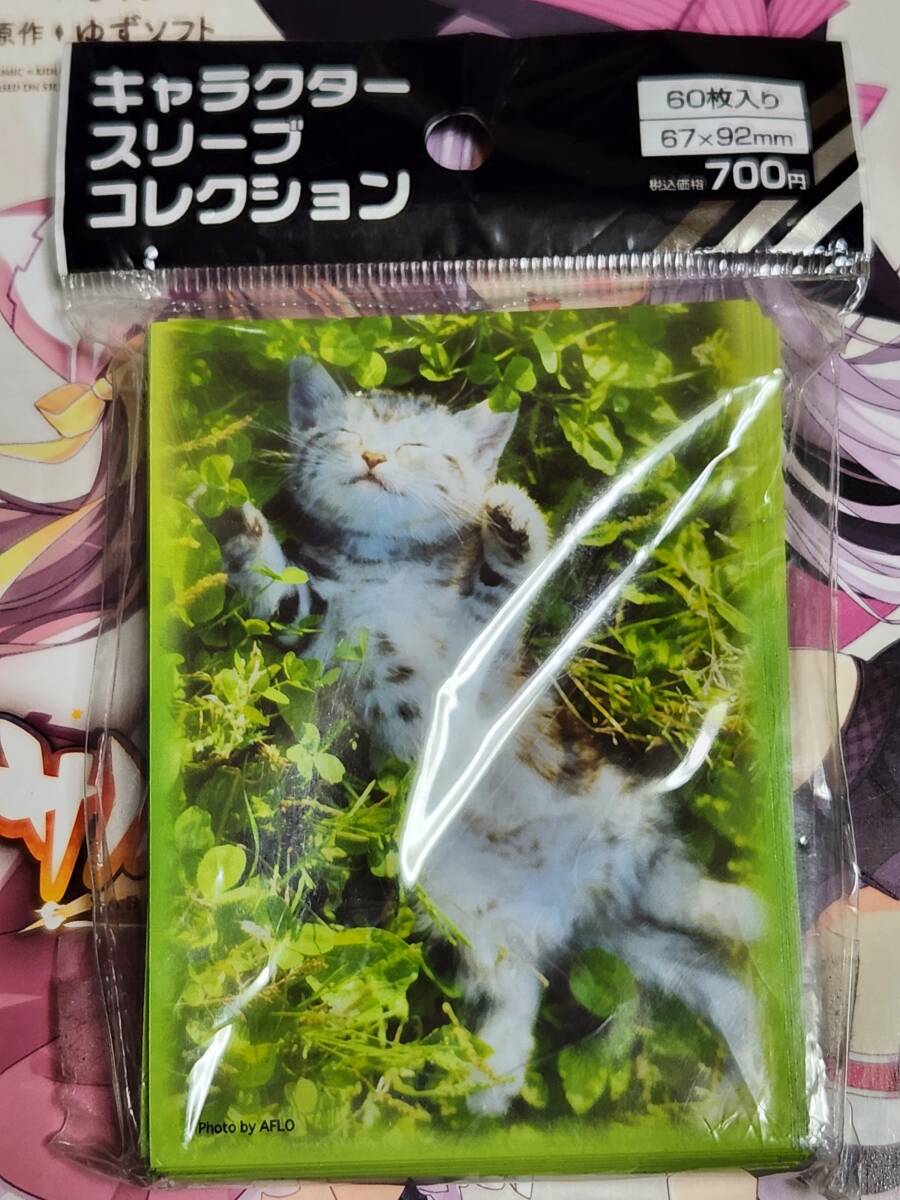 原作◆ゆずソフト
キャラクター
スリーブ
コレクション
60枚入り
67×92mm
税込価格 700円
Photo by AFLO